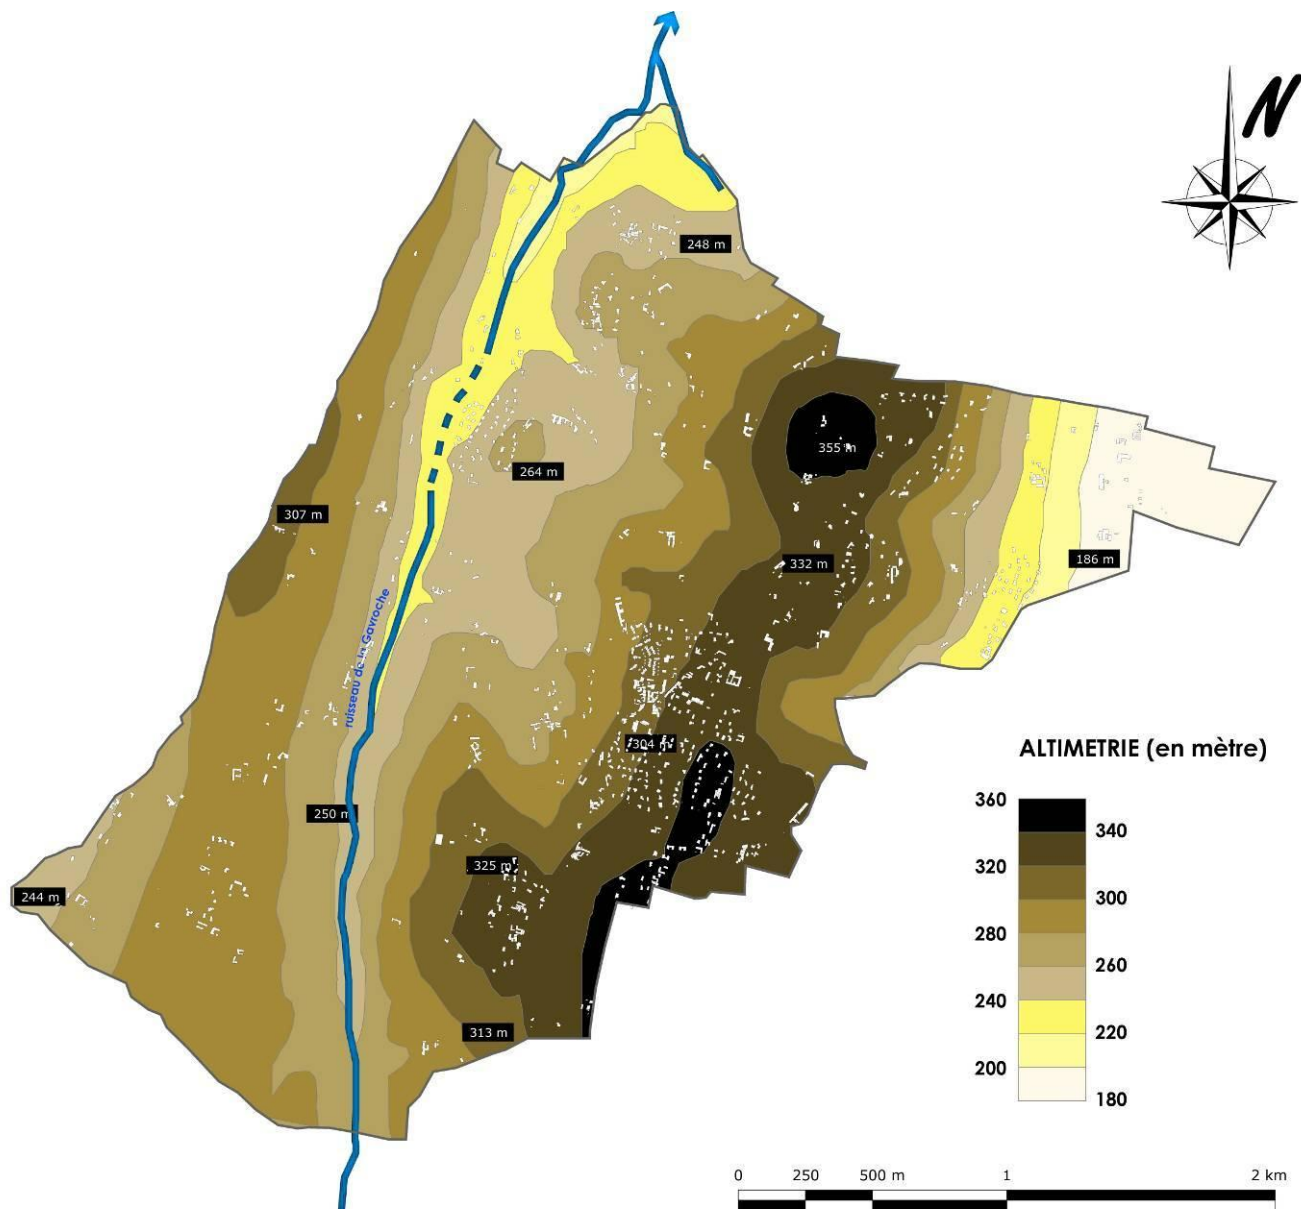 N
248 m
355 m
264 m
307 m
332 m
186 m
ruisseau de la Gavroche
304 m
250 m
325 m
244 m
313 m
ALTIMETRIE (en mètre)
360
340
320
300
280
260
240
220
200
180
0 250 500 m 1 2 km